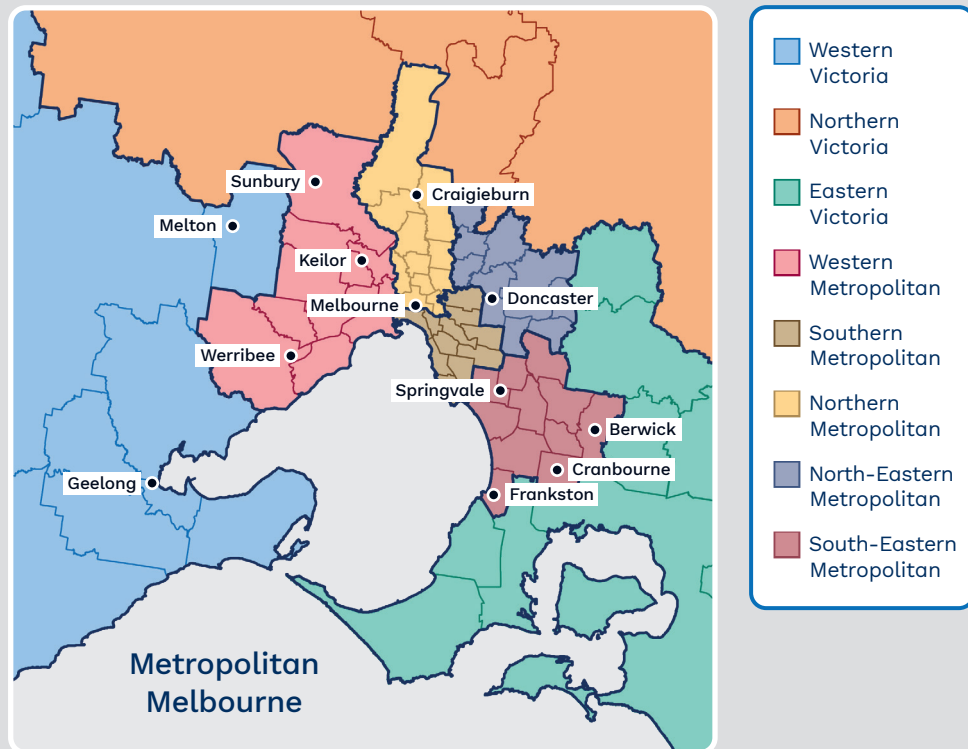 Sunbury
Craigieburn
Melton
Keilor
Melbourne
Doncaster
Werribee
Springvale
Berwick
Cranbourne
Geelong
Frankston
Metropolitan
Melbourne
Western
Victoria
Northern
Victoria
Eastern
Victoria
Western
Metropolitan
Southern
Metropolitan
Northern
Metropolitan
North-Eastern
Metropolitan
South-Eastern
Metropolitan